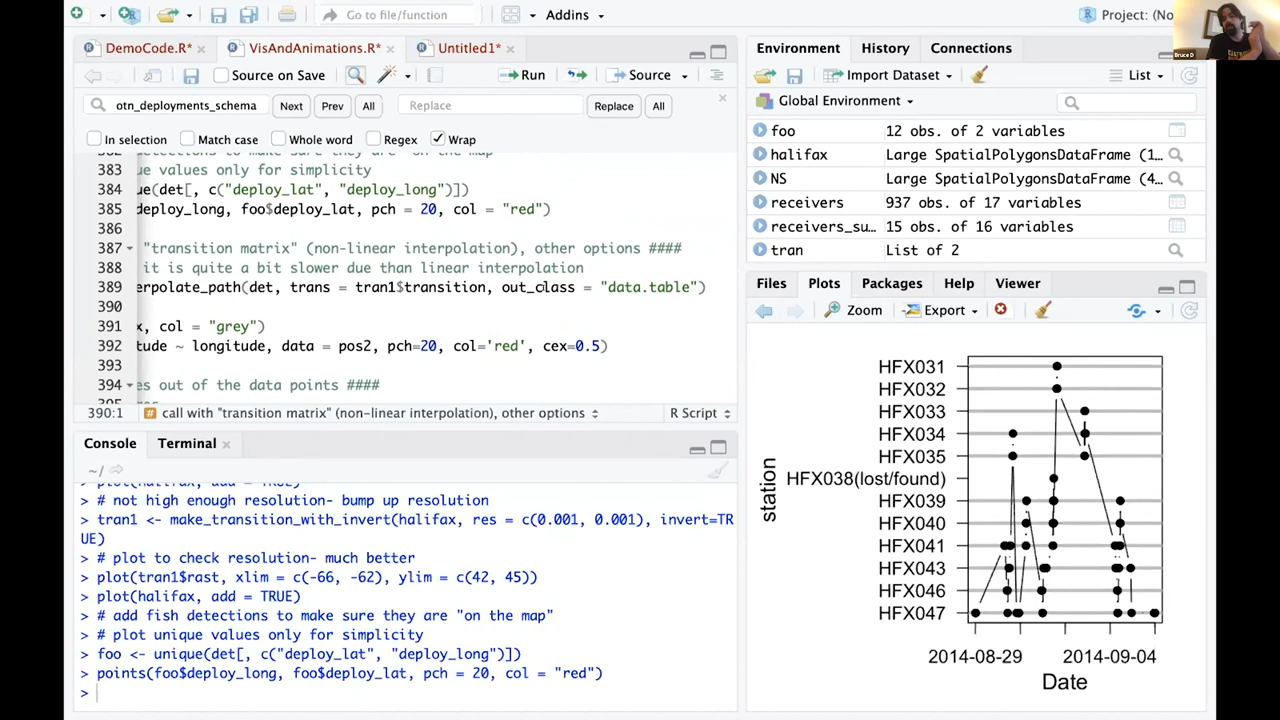 Go to file/function
Addins
Project: (No
Bruce D
DemoCode.R*
VisAndAnimations.R*
Untitled1*
Source on Save
Run
Source
otn_deployments_schema
Next
Prev
All
Replace
Replace
All
In selection
Match case
Whole word
Regex
Wrap
383 ue values only for simplicity
384 ue(det[, c("deploy_lat", "deploy_long")])
385 deploy_long, foo$deploy_lat, pch = 20, col = "red")
386
387 "transition matrix" (non-linear interpolation), other options ####
388 it is quite a bit slower due than linear interpolation
389 erpolate_path(det, trans = tran1$transition, out_class = "data.table")
390
391 x, col = "grey")
392 tude ~ longitude, data = pos2, pch=20, col='red', cex=0.5)
393
394 es out of the data points ####
390:1
call with "transition matrix" (non-linear interpolation), other options
R Script
Console
Terminal
~/
> plot(halifax, add = TRUE)
> # not high enough resolution- bump up resolution
> tran1 <- make_transition_with_invert(halifax, res = c(0.001, 0.001), invert=TR
UE)
> # plot to check resolution- much better
> plot(tran1$rast, xlim = c(-66, -62), ylim = c(42, 45))
> plot(halifax, add = TRUE)
> # add fish detections to make sure they are "on the map"
> # plot unique values only for simplicity
> foo <- unique(det[, c("deploy_lat", "deploy_long")])
> points(foo$deploy_long, foo$deploy_lat, pch = 20, col = "red")
>
Environment
History
Connections
Import Dataset
List
Global Environment
foo 12 obs. of 2 variables
halifax Large SpatialPolygonsDataFrame (1…
NS Large SpatialPolygonsDataFrame (4…
receivers 937 obs. of 17 variables
receivers_su… 15 obs. of 16 variables
tran List of 2
Files
Plots
Packages
Help
Viewer
Zoom
Export
HFX031
HFX032
HFX033
HFX034
HFX035
HFX038(lost/found)
HFX039
HFX040
HFX041
HFX043
HFX046
HFX047
station
2014-08-29
2014-09-04
Date